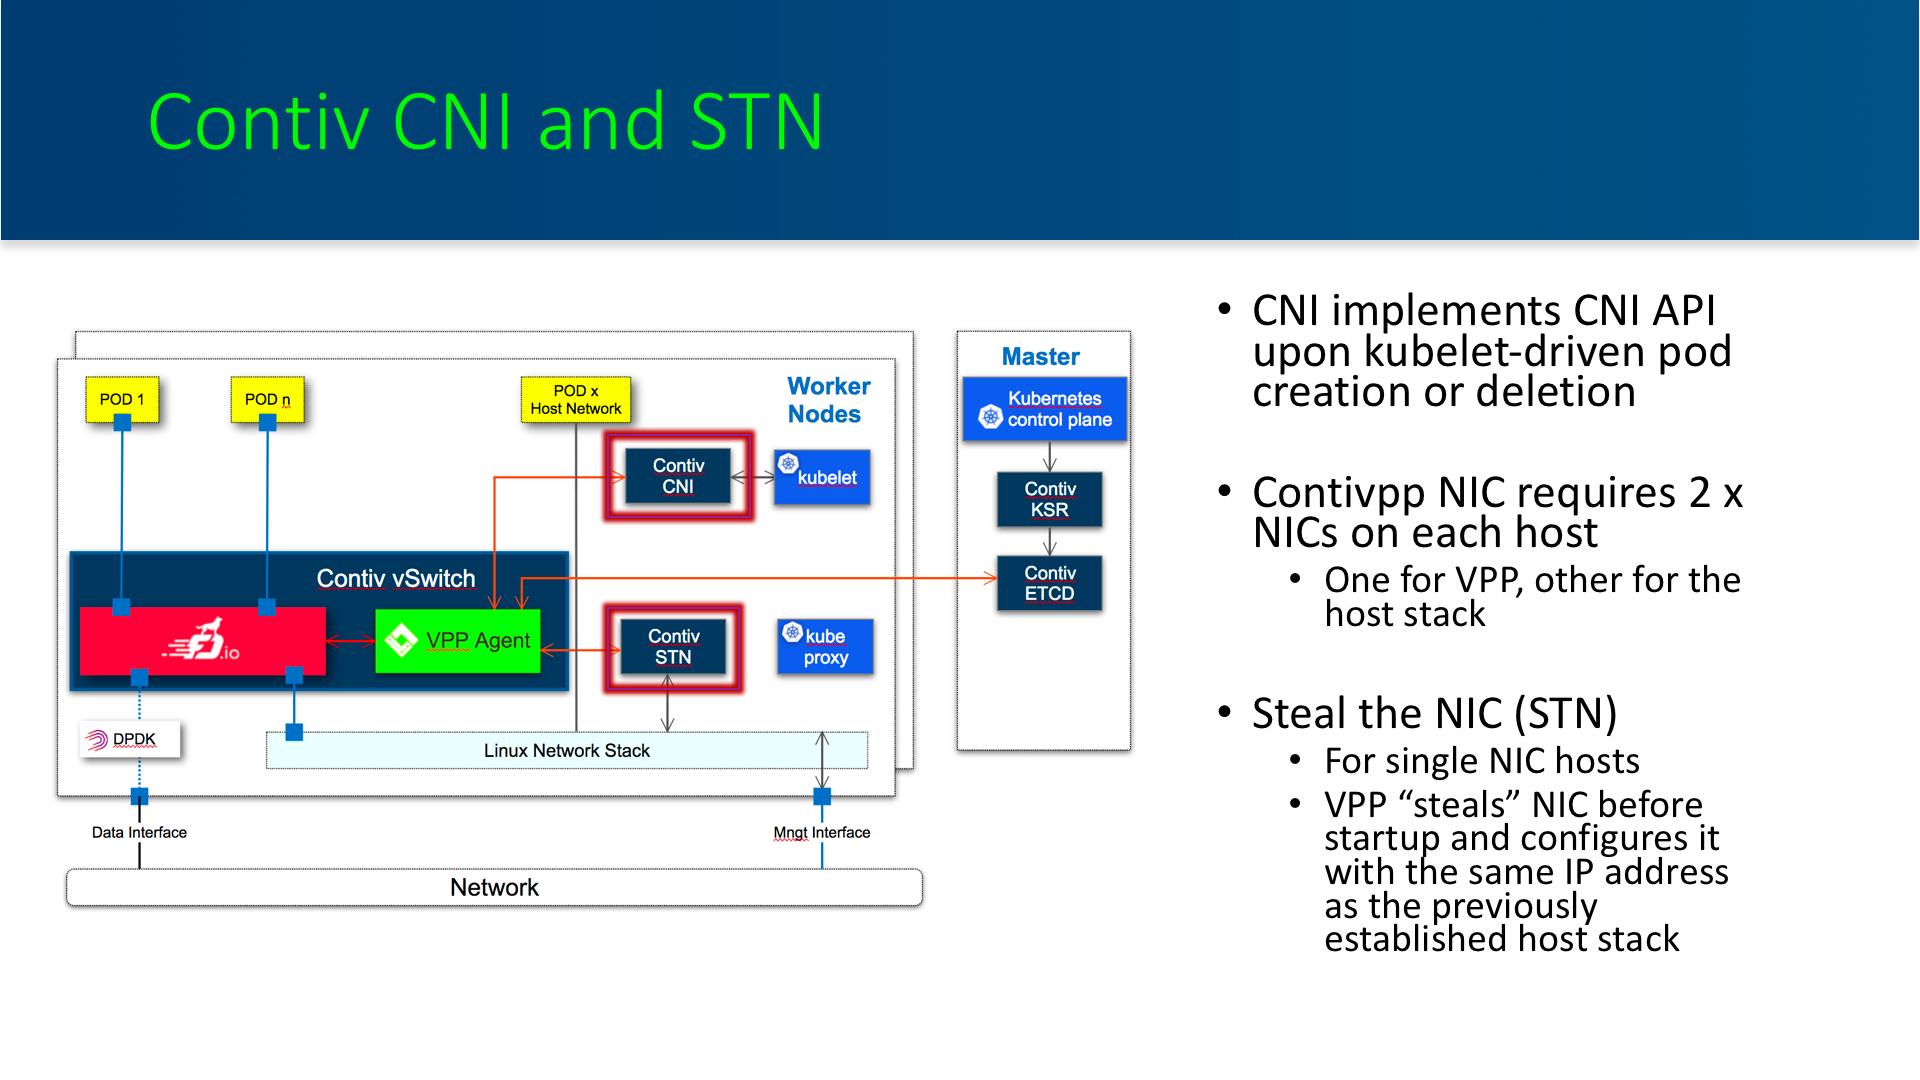 Contiv CNI and STN
POD 1
POD n
POD x
Host Network
Worker
Nodes
Contiv
CNI
kubelet
Contiv vSwitch
.io
VPP Agent
Contiv
STN
kube
proxy
DPDK
Linux Network Stack
Data Interface
Mngt Interface
Network
Master
Kubernetes
control plane
Contiv
KSR
Contiv
ETCD
• CNI implements CNI API
upon kubelet-driven pod
creation or deletion
• Contivpp NIC requires 2 x
NICs on each host
• One for VPP, other for the
host stack
• Steal the NIC (STN)
• For single NIC hosts
• VPP “steals” NIC before
startup and configures it
with the same IP address
as the previously
established host stack